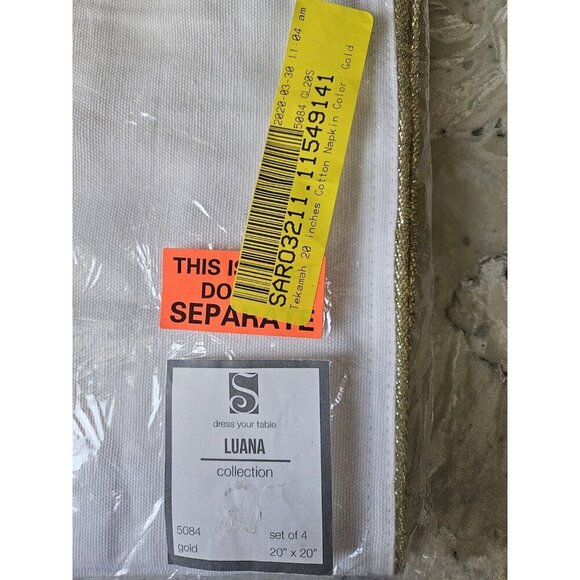 2020-03-30 11:04 am
5084 GL20S
SAR03211.11549141
Tekamah 20 inches Cotton Napkin Color: Gold
THIS IS
DO
SEPARATE
S
dress your table
LUANA
collection
5084
set of 4
gold
20" x 20"